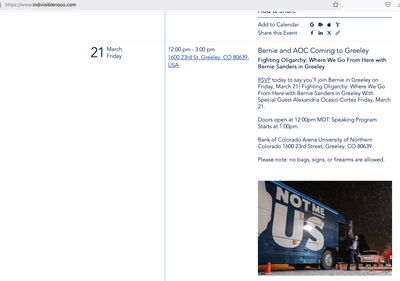 https://www.indivisiblenoco.com
Add & Share
Add to Calendar
Share this Event
21 March
Friday
12:00 pm - 3:00 pm
1600 23rd St, Greeley, CO 80639,
USA
Bernie and AOC Coming to Greeley
Fighting Oligarchy: Where We Go From Here with
Bernie Sanders in Greeley
RSVP today to say you'll join Bernie in Greeley on
Friday, March 21! Fighting Oligarchy: Where We Go
From Here with Bernie Sanders in Greeley With
Special Guest Alexandria Ocasio-Cortez Friday, March
21.
Doors open at 12:00pm MDT. Speaking Program
Starts at 1:00pm.
Bank of Colorado Arena University of Northern
Colorado 1600 23rd Street, Greeley, CO 80639
Please note: no bags, signs, or firearms are allowed.
NOT ME
US